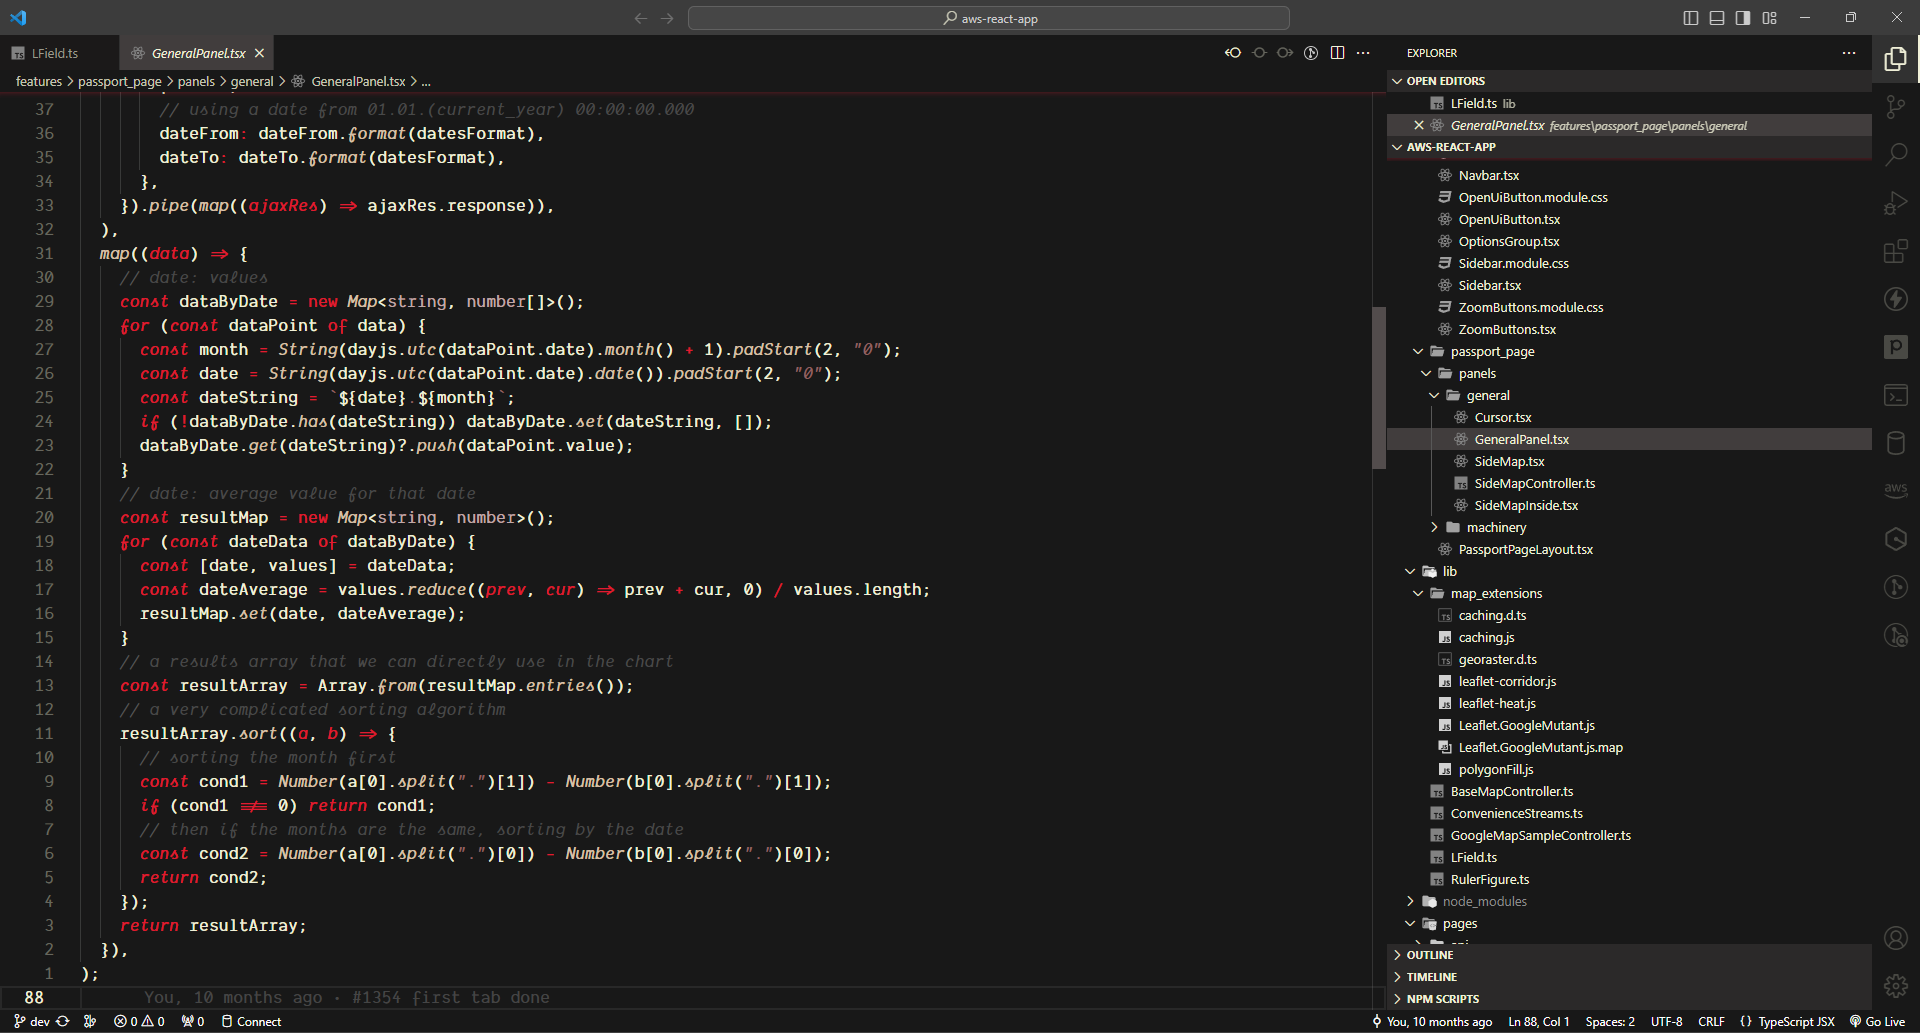 aws-react-app
LField.ts
GeneralPanel.tsx
features > passport_page > panels > general > GeneralPanel.tsx > ...
37 // using a date from 01.01.(current_year) 00:00:00.000
36 dateFrom: dateFrom.format(datesFormat),
35 dateTo: dateTo.format(datesFormat),
34 },
33 }).pipe(map((ajaxRes) => ajaxRes.response)),
32 ),
31 map((data) => {
30 // date: values
29 const dataByDate = new Map<string, number[]>();
28 for (const dataPoint of data) {
27 const month = String(dayjs.utc(dataPoint.date).month() + 1).padStart(2, "0");
26 const date = String(dayjs.utc(dataPoint.date).date()).padStart(2, "0");
25 const dateString = `${date}.${month}`;
24 if (!dataByDate.has(dateString)) dataByDate.set(dateString, []);
23 dataByDate.get(dateString)?.push(dataPoint.value);
22 }
21 // date: average value for that date
20 const resultMap = new Map<string, number>();
19 for (const dateData of dataByDate) {
18 const [date, values] = dateData;
17 const dateAverage = values.reduce((prev, cur) => prev + cur, 0) / values.length;
16 resultMap.set(date, dateAverage);
15 }
14 // a results array that we can directly use in the chart
13 const resultArray = Array.from(resultMap.entries());
12 // a very complicated sorting algorithm
11 resultArray.sort((a, b) => {
10 // sorting the month first
9 const cond1 = Number(a[0].split(".")[1]) - Number(b[0].split(".")[1]);
8 if (cond1 !== 0) return cond1;
7 // then if the months are the same, sorting by the date
6 const cond2 = Number(a[0].split(".")[0]) - Number(b[0].split(".")[0]);
5 return cond2;
4 });
3 return resultArray;
2 }),
1 );
88 You, 10 months ago · #1354 first tab done
EXPLORER
OPEN EDITORS
LField.ts lib
GeneralPanel.tsx features\passport_page\panels\general
AWS-REACT-APP
Navbar.tsx
OpenUiButton.module.css
OpenUiButton.tsx
OptionsGroup.tsx
Sidebar.module.css
Sidebar.tsx
ZoomButtons.module.css
ZoomButtons.tsx
passport_page
panels
general
Cursor.tsx
GeneralPanel.tsx
SideMap.tsx
SideMapController.ts
SideMapInside.tsx
machinery
PassportPageLayout.tsx
lib
map_extensions
caching.d.ts
caching.js
georaster.d.ts
leaflet-corridor.js
leaflet-heat.js
Leaflet.GoogleMutant.js
Leaflet.GoogleMutant.js.map
polygonFill.js
BaseMapController.ts
ConvenienceStreams.ts
GoogleMapSampleController.ts
LField.ts
RulerFigure.ts
node_modules
pages
OUTLINE
TIMELINE
NPM SCRIPTS
aws
dev 0 0 0 Connect
You, 10 months ago Ln 88, Col 1 Spaces: 2 UTF-8 CRLF {} TypeScript JSX Go Live